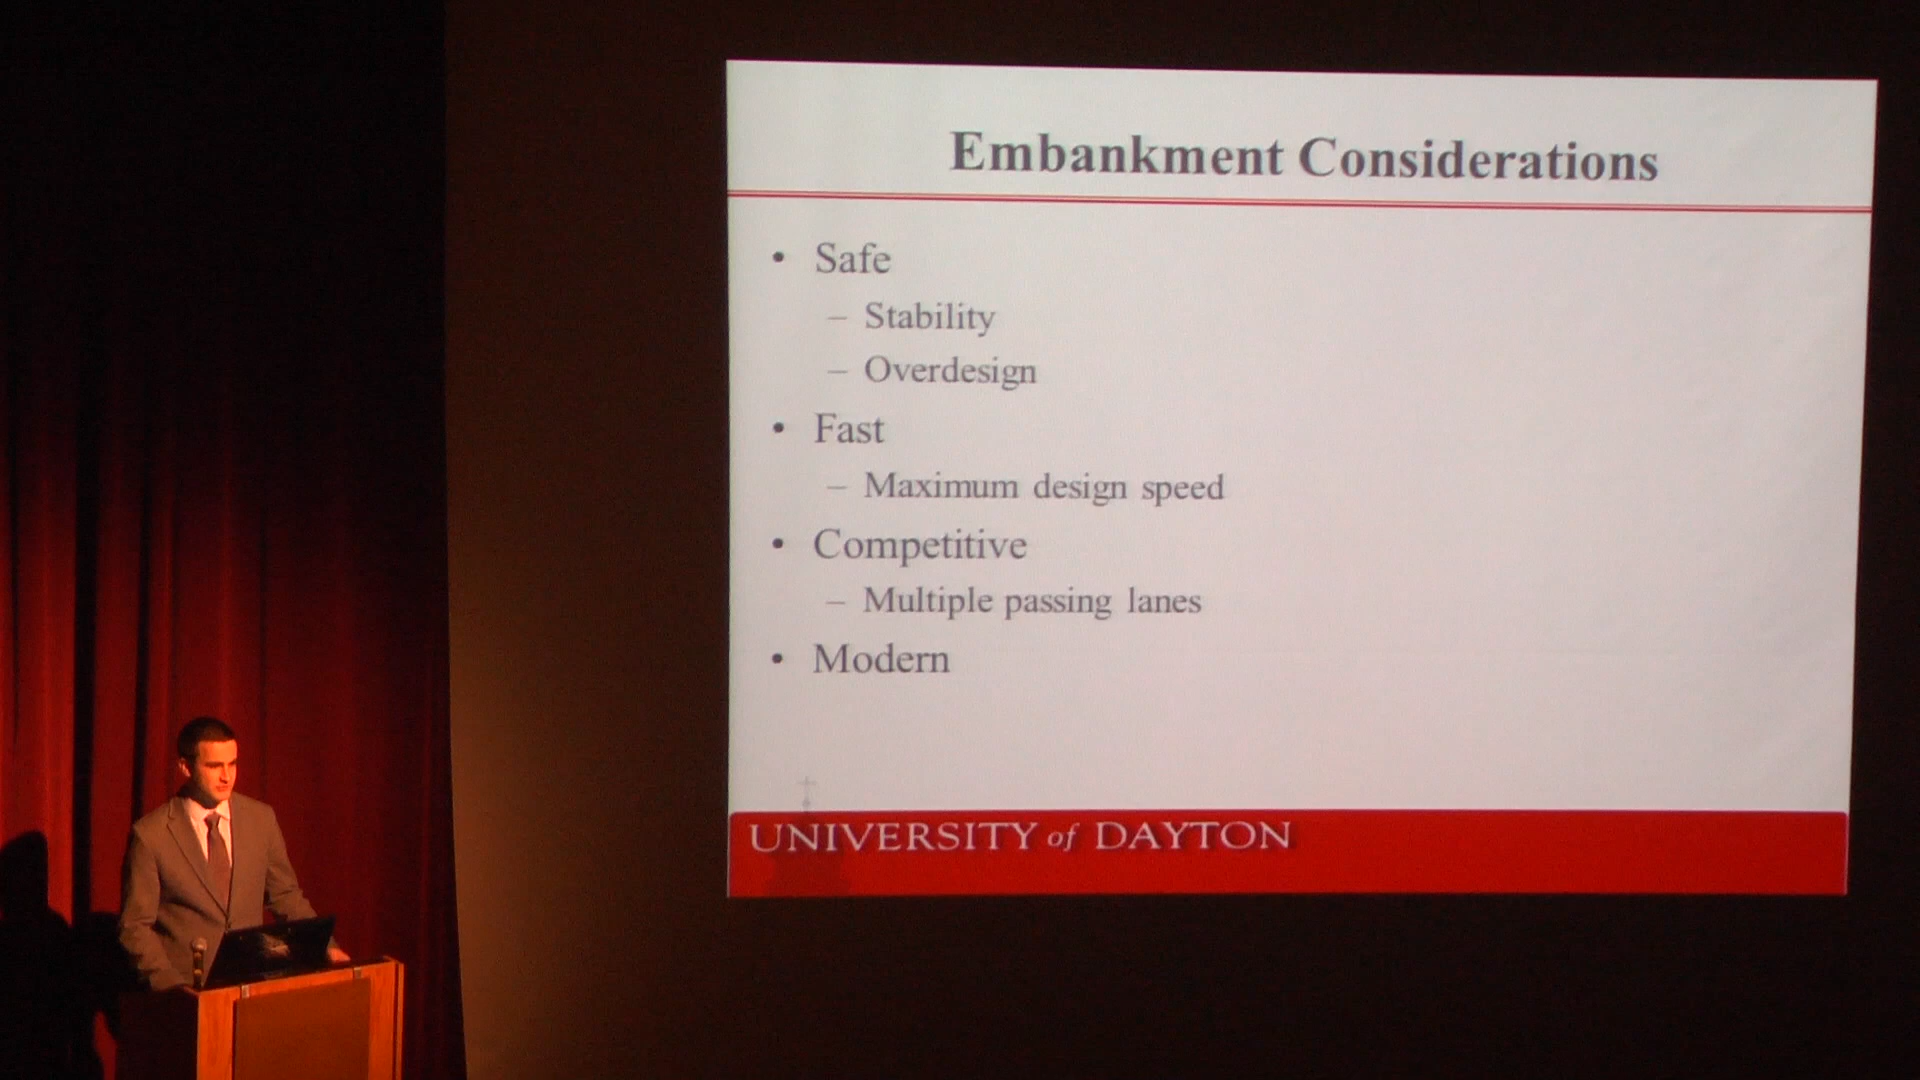 Embankment Considerations
• Safe
– Stability
– Overdesign
• Fast
– Maximum design speed
• Competitive
– Multiple passing lanes
• Modern
UNIVERSITY of DAYTON